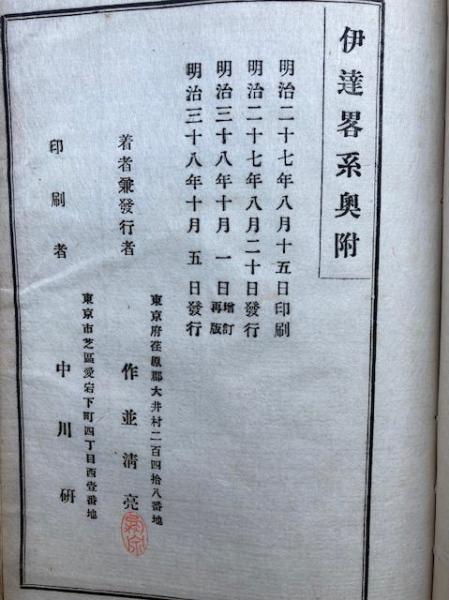 伊達畧系奧附
明治二十七年八月十五日印刷
明治二十七年八月二十日發行
明治三十八年十月一日增訂再版
明治三十八年十月五日發行
著者兼發行者
東京府荏原郡大井村二百四拾八番地
作並淸亮
印刷者
東京市芝區愛宕下町四丁目西壹番地
中川研